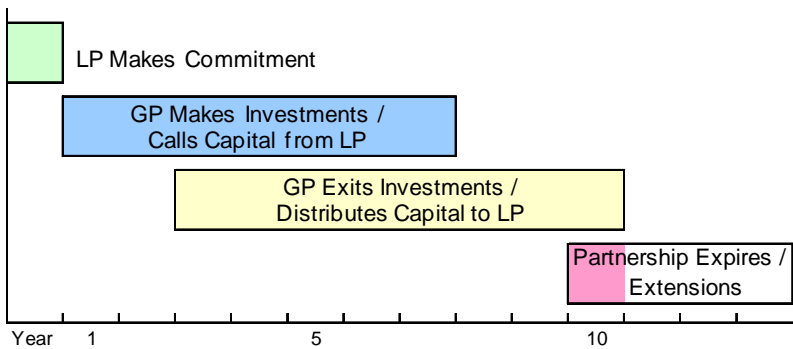 LP Makes Commitment
GP Makes Investments /
Calls Capital from LP
GP Exits Investments /
Distributes Capital to LP
Partnership Expires /
Extensions
Year 1 5 10